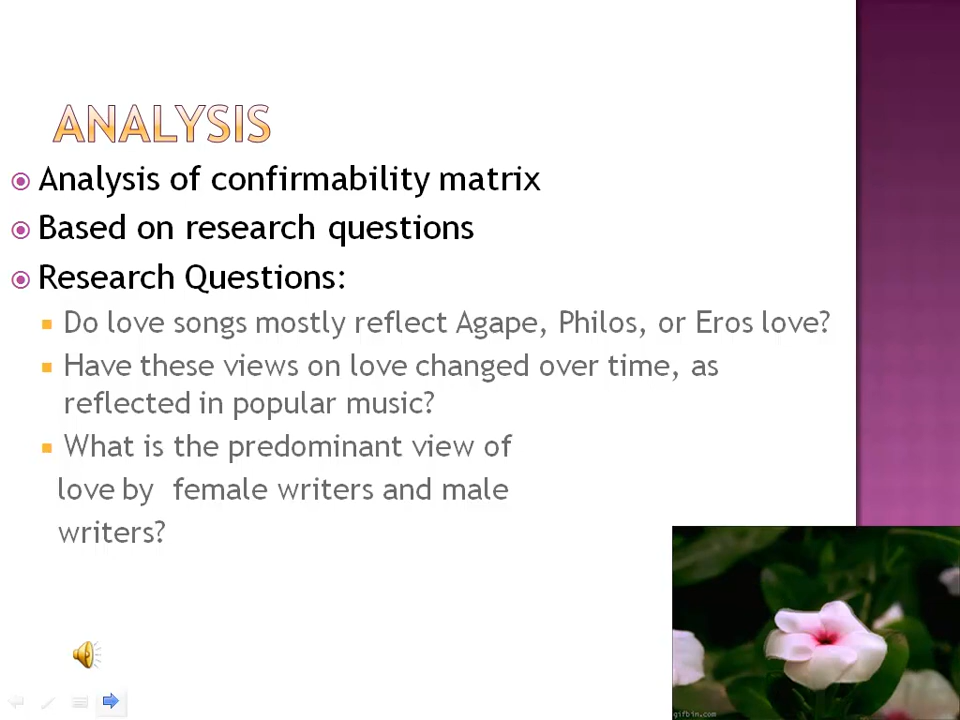 ANALYSIS
Analysis of confirmability matrix
Based on research questions
Research Questions:
Do love songs mostly reflect Agape, Philos, or Eros love?
Have these views on love changed over time, as
reflected in popular music?
What is the predominant view of
love by  female writers and male
writers?
gifbin.com